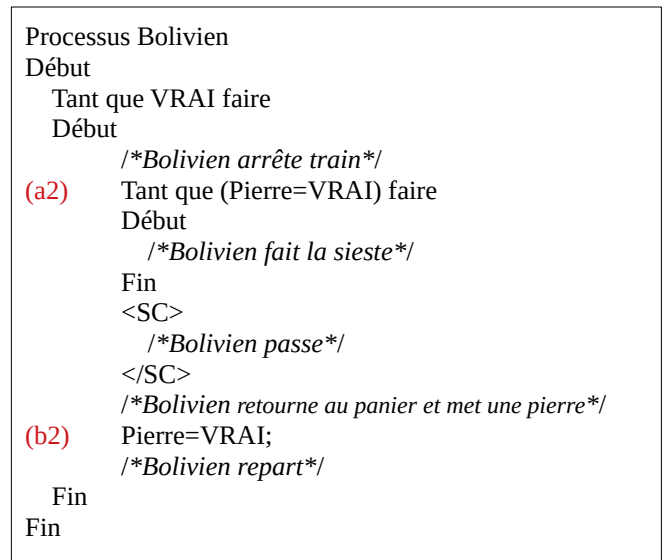 Processus Bolivien
Début
Tant que VRAI faire
Début
/*Bolivien arrête train*/
(a2) Tant que (Pierre=VRAI) faire
Début
/*Bolivien fait la sieste*/
Fin
<SC>
/*Bolivien passe*/
</SC>
/*Bolivien retourne au panier et met une pierre*/
(b2) Pierre=VRAI;
/*Bolivien repart*/
Fin
Fin